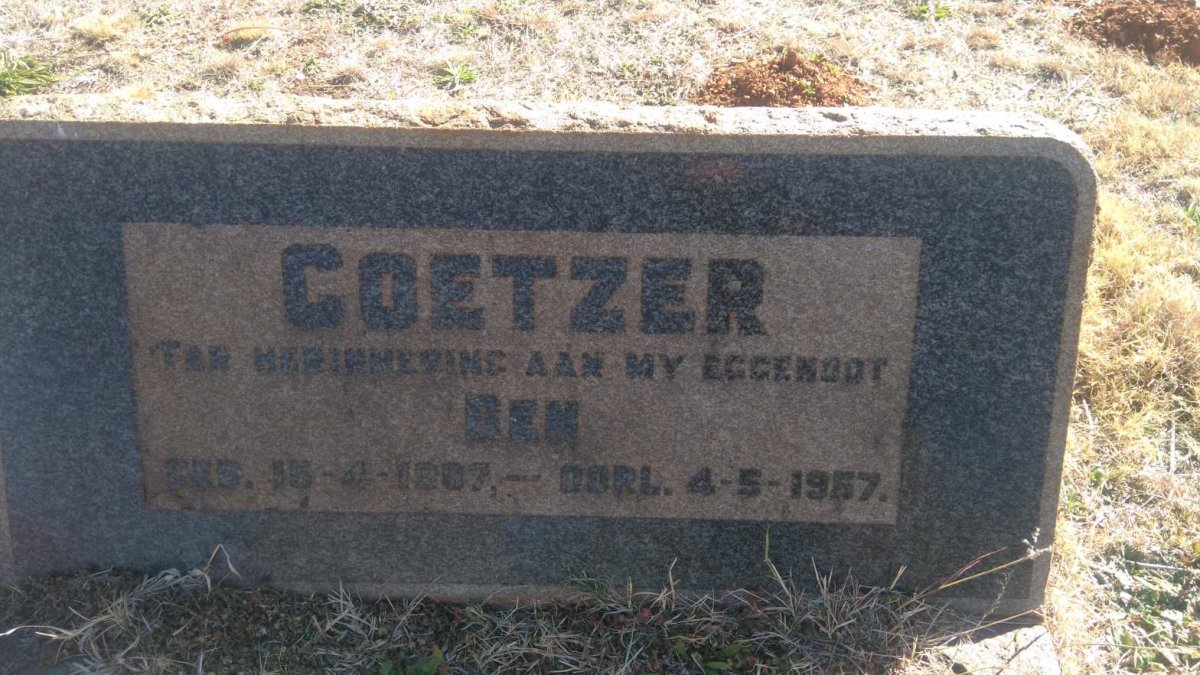 COETZER
TER HERINNERING AAN MY EGGENOOT
BEN
GEB. 15-4-1887. — OORL. 4-5-1957.